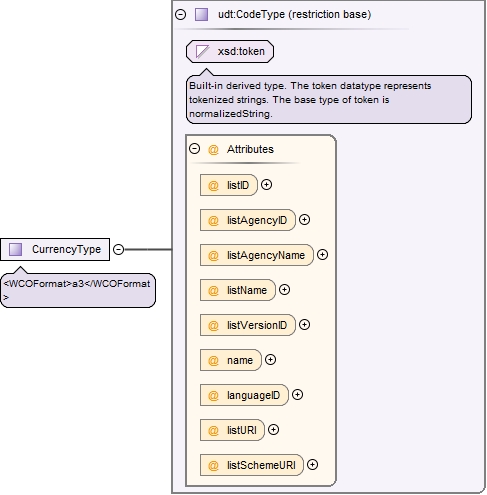 udt:CodeType (restriction base)
xsd:token
Built-in derived type. The token datatype represents
tokenized strings. The base type of token is
normalizedString.
@ Attributes
@ listID
@ listAgencyID
@ listAgencyName
@ listName
@ listVersionID
@ name
@ languageID
@ listURI
@ listSchemeURI
CurrencyType
<WCOFormat>a3</WCOFormat
>